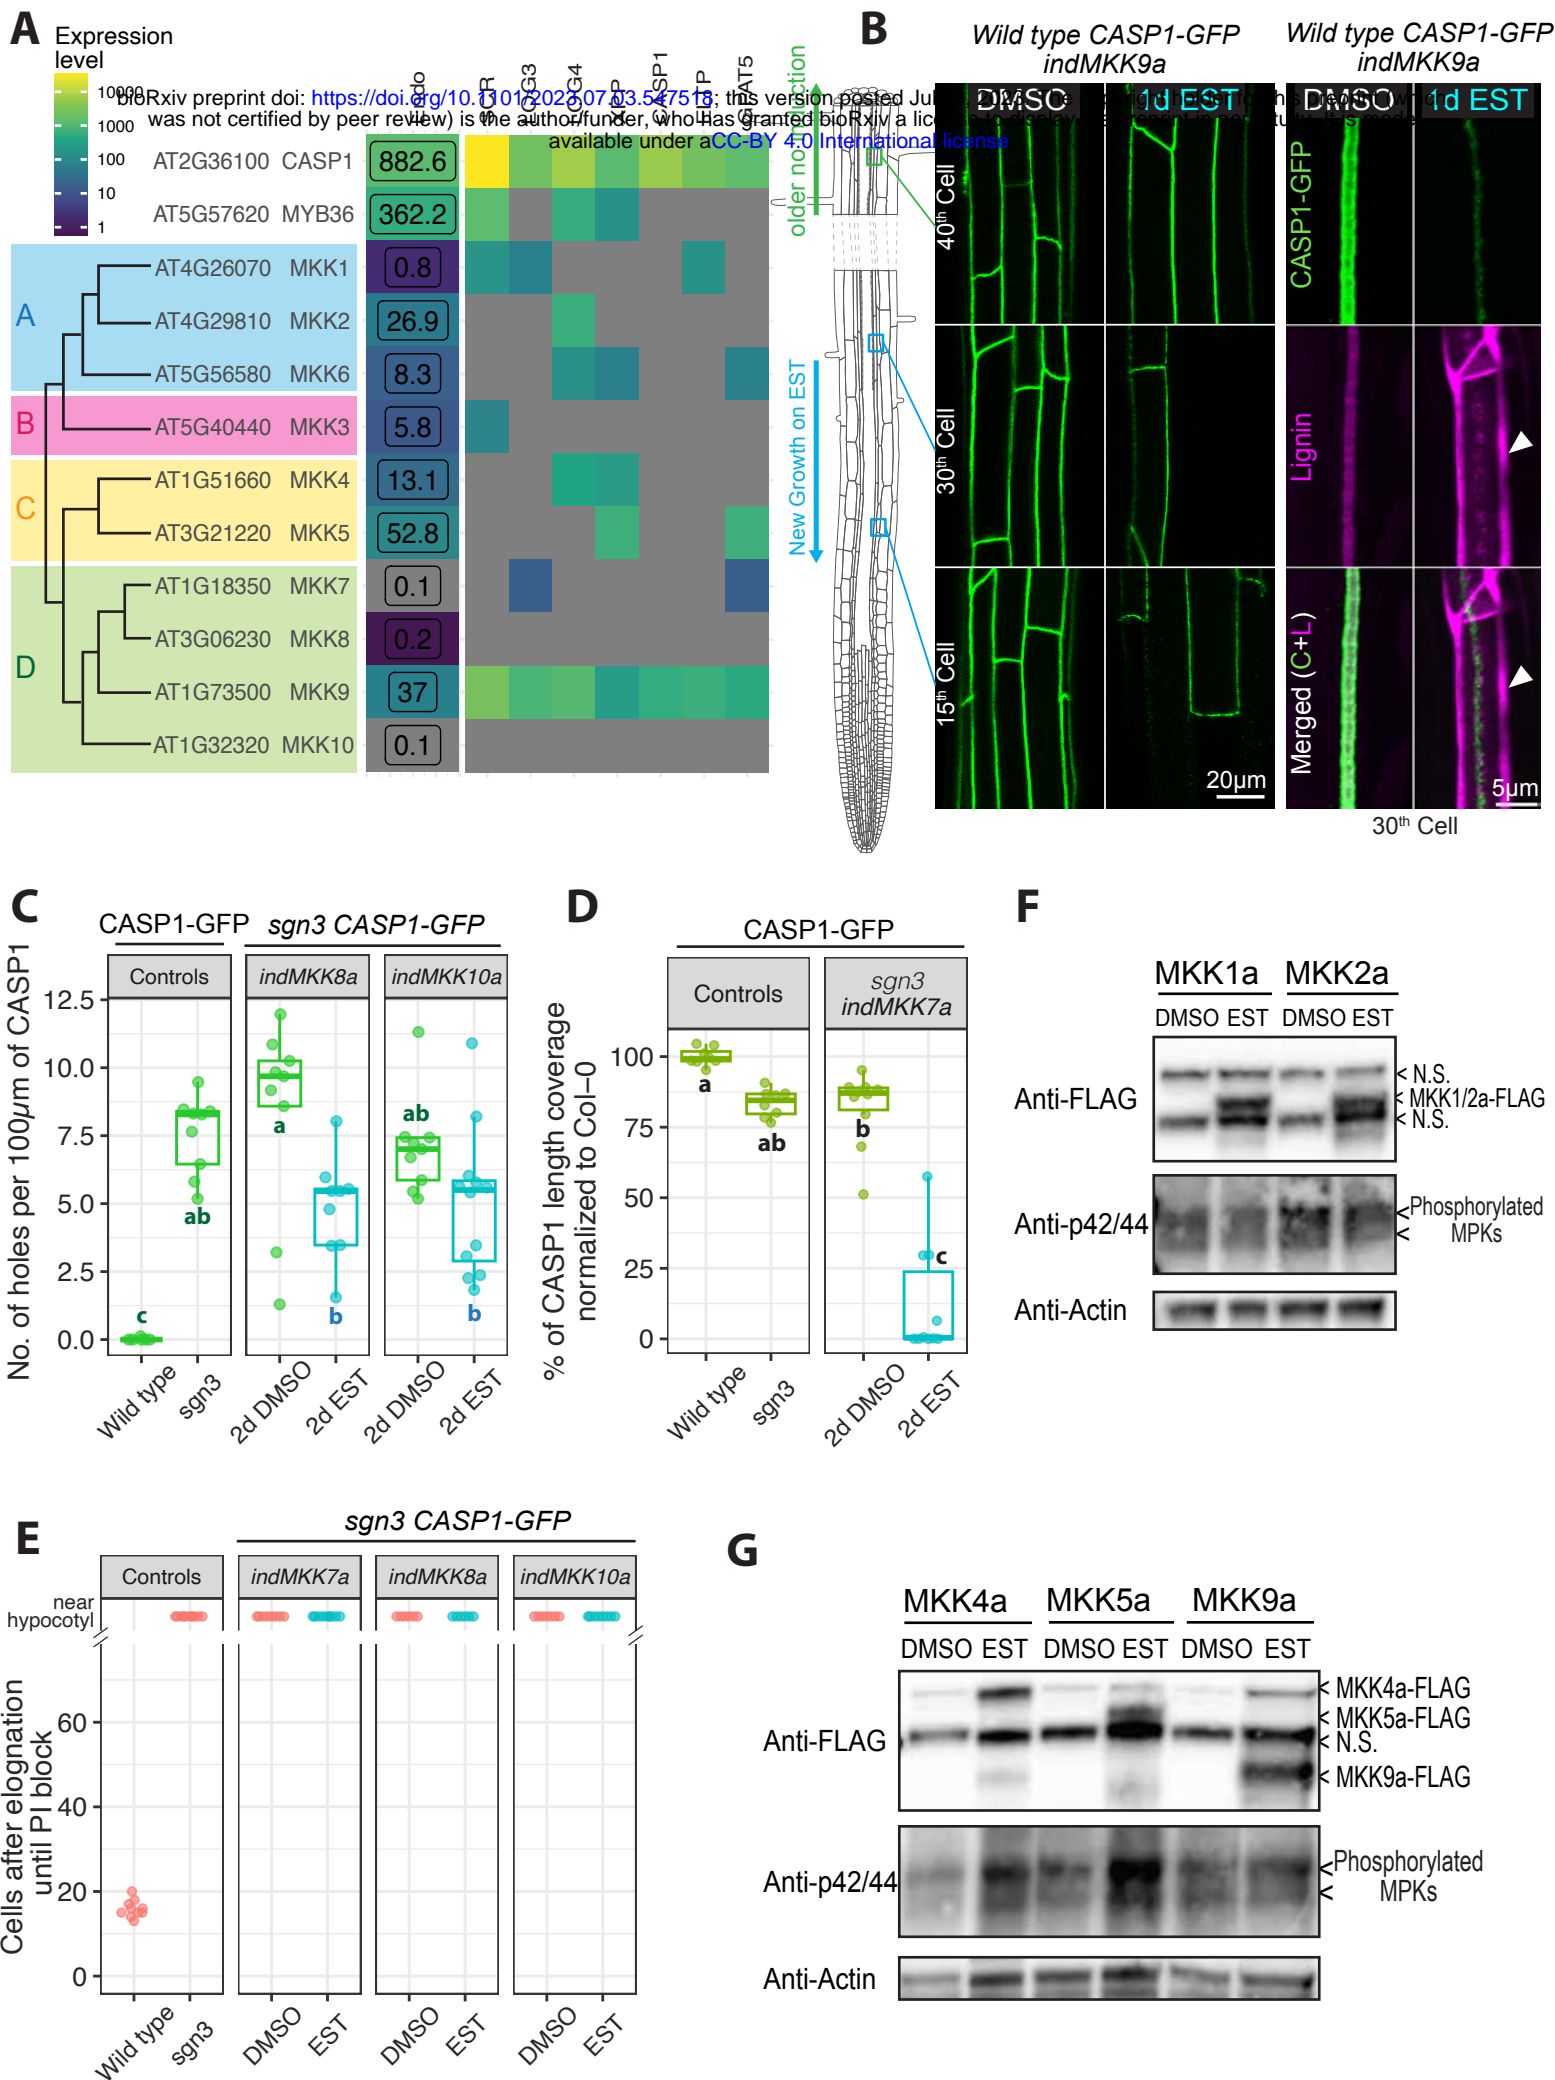 A
Expression
level
10000
1000
100
10
1
bioRxiv preprint doi: https://doi.org/10.1101/2023.07.03.547518; this version posted
was not certified by peer review) is the author/funder, who has granted bioRxiv a
available under aCC-BY 4.0 International license
Endo
CASP1
AT2G36100 CASP1 882.6
AT5G57620 MYB36 362.2
A
AT4G26070 MKK1 0.8
AT4G29810 MKK2 26.9
AT5G56580 MKK6 8.3
B
AT5G40440 MKK3 5.8
C
AT1G51660 MKK4 13.1
AT3G21220 MKK5 52.8
D
AT1G18350 MKK7 0.1
AT3G06230 MKK8 0.2
AT1G73500 MKK9 37
AT1G32320 MKK10 0.1
older no induction
New Growth on EST
B
Wild type CASP1-GFP
indMKK9a
DMSO 1d EST
40th Cell
30th Cell
15th Cell
20µm
Wild type CASP1-GFP
indMKK9a
DMSO 1d EST
CASP1-GFP
Lignin
Merged (C+L)
5µm
30th Cell
C
CASP1-GFP
sgn3 CASP1-GFP
Controls
indMKK8a
indMKK10a
No. of holes per 100µm of CASP1
12.5
10.0
7.5
5.0
2.5
0.0
c
ab
a
b
ab
b
Wild type
sgn3
2d DMSO
2d EST
2d DMSO
2d EST
D
CASP1-GFP
Controls
sgn3
indMKK7a
% of CASP1 length coverage
normalized to Col–0
100
75
50
25
0
a
ab
b
c
Wild type
sgn3
2d DMSO
2d EST
F
MKK1a MKK2a
DMSO EST DMSO EST
Anti-FLAG
< N.S.
< MKK1/2a-FLAG
< N.S.
Anti-p42/44
<Phosphorylated
< MPKs
Anti-Actin
E
sgn3 CASP1-GFP
Controls
indMKK7a
indMKK8a
indMKK10a
near
hypocotyl
Cells after elognation
until PI block
60
40
20
0
Wild type
sgn3
DMSO
EST
DMSO
EST
DMSO
EST
G
MKK4a MKK5a MKK9a
DMSO EST DMSO EST DMSO EST
Anti-FLAG
< MKK4a-FLAG
< MKK5a-FLAG
< N.S.
< MKK9a-FLAG
Anti-p42/44
<Phosphorylated
< MPKs
Anti-Actin